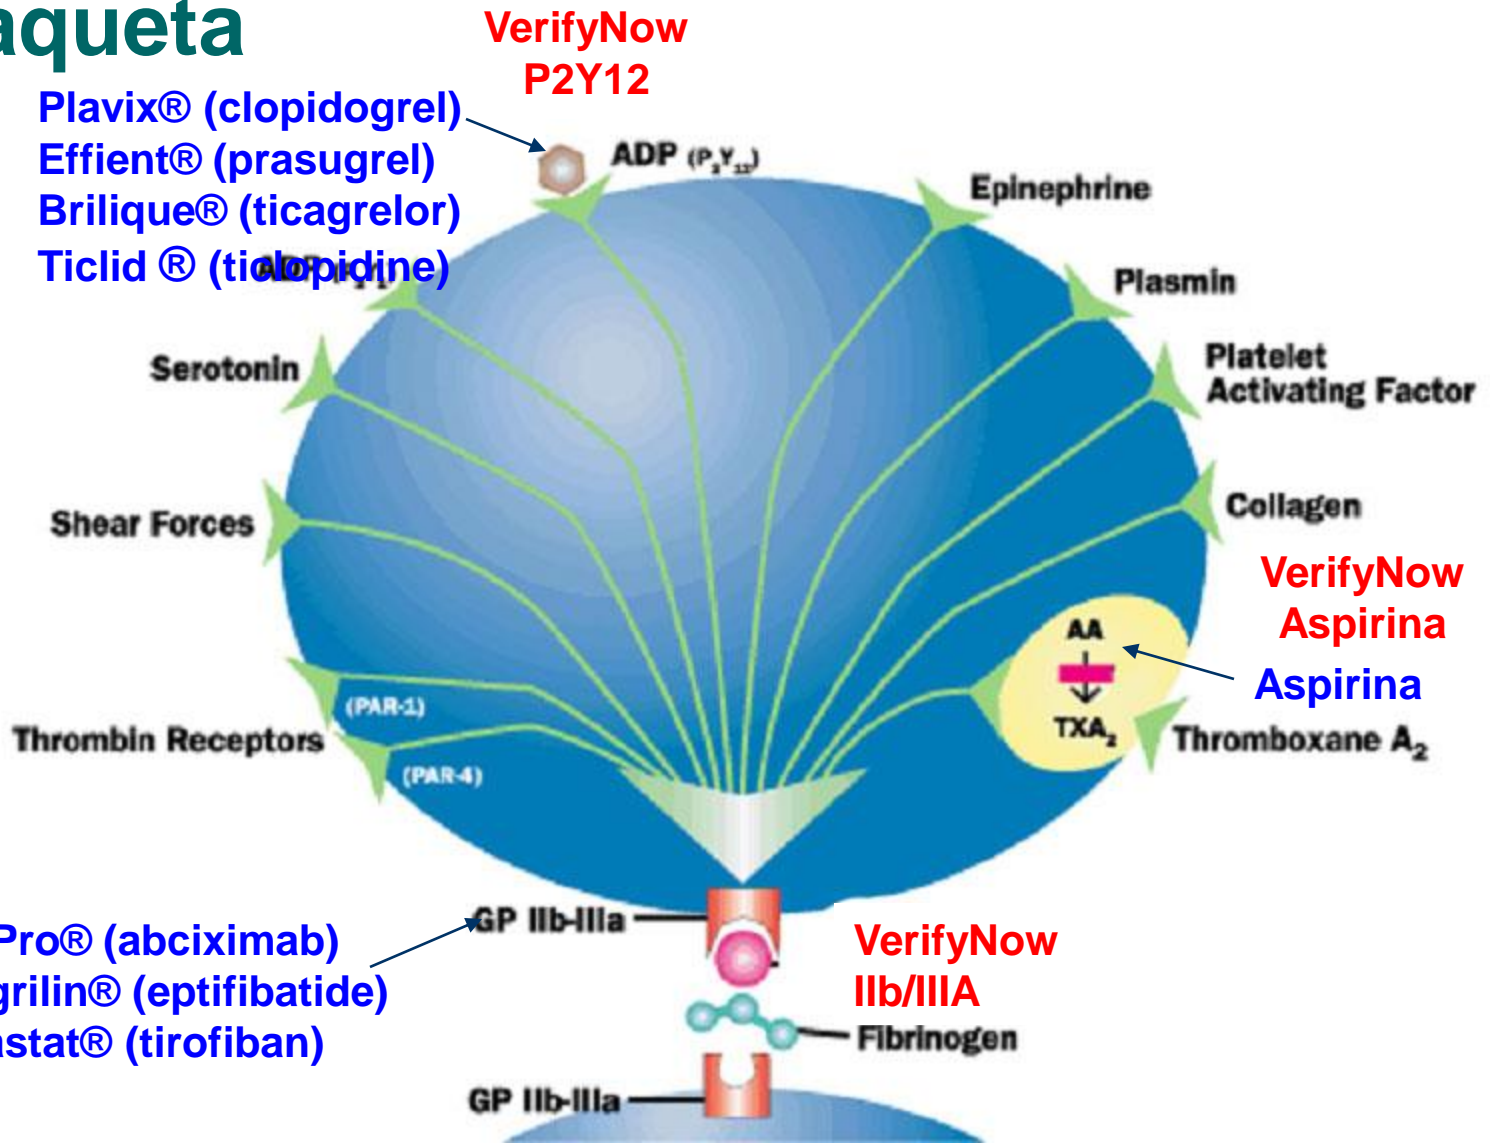 aqueta
VerifyNow
P2Y12
Plavix® (clopidogrel)
Effient® (prasugrel)
Brilique® (ticagrelor)
Ticlid ® (ticlopidine)
ADP (P₂Y₁₂)
Epinephrine
ADP
Plasmin
Serotonin
Platelet
Activating Factor
Shear Forces
Collagen
VerifyNow
Aspirina
Aspirina
AA
TXA₂
(PAR-1)
Thrombin Receptors
(PAR-4)
Thromboxane A₂
GP IIb-IIIa
Pro® (abciximab)
grilin® (eptifibatide)
astat® (tirofiban)
VerifyNow
IIb/IIIA
Fibrinogen
GP IIb-IIIa